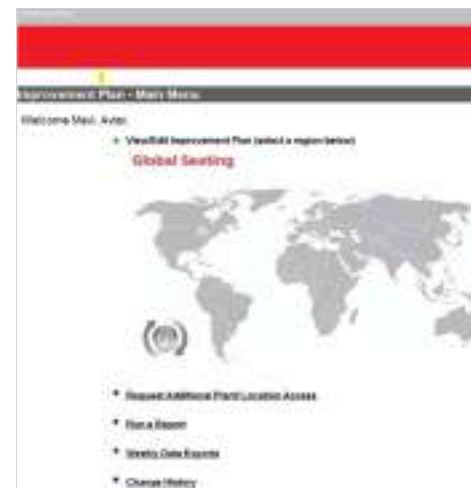 Improvement Plan - Main Menu
Welcome
View/Edit Improvement Plan (select a region below)
Global Seating
Request Additional Plant/Location Access
Run a Report
Weekly Data Exports
Change History